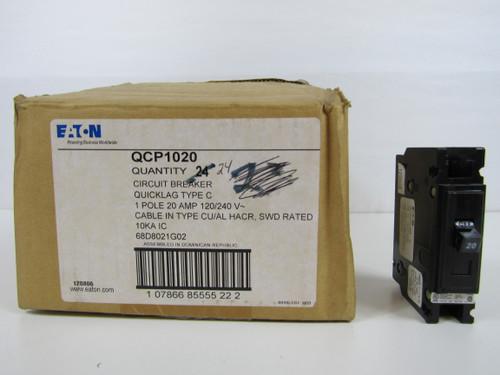 EATON
Powering Business Worldwide
QCP1020
QUANTITY 24 24
CIRCUIT BREAKER
QUICKLAG TYPE C
1 POLE 20 AMP 120/240 V~
CABLE IN TYPE CU/AL HACR, SWD RATED
10KA IC
68D8021G02
ASSEMBLED IN DOMINICAN REPUBLIC
www.eaton.com
1 07866 85555 22 2
20